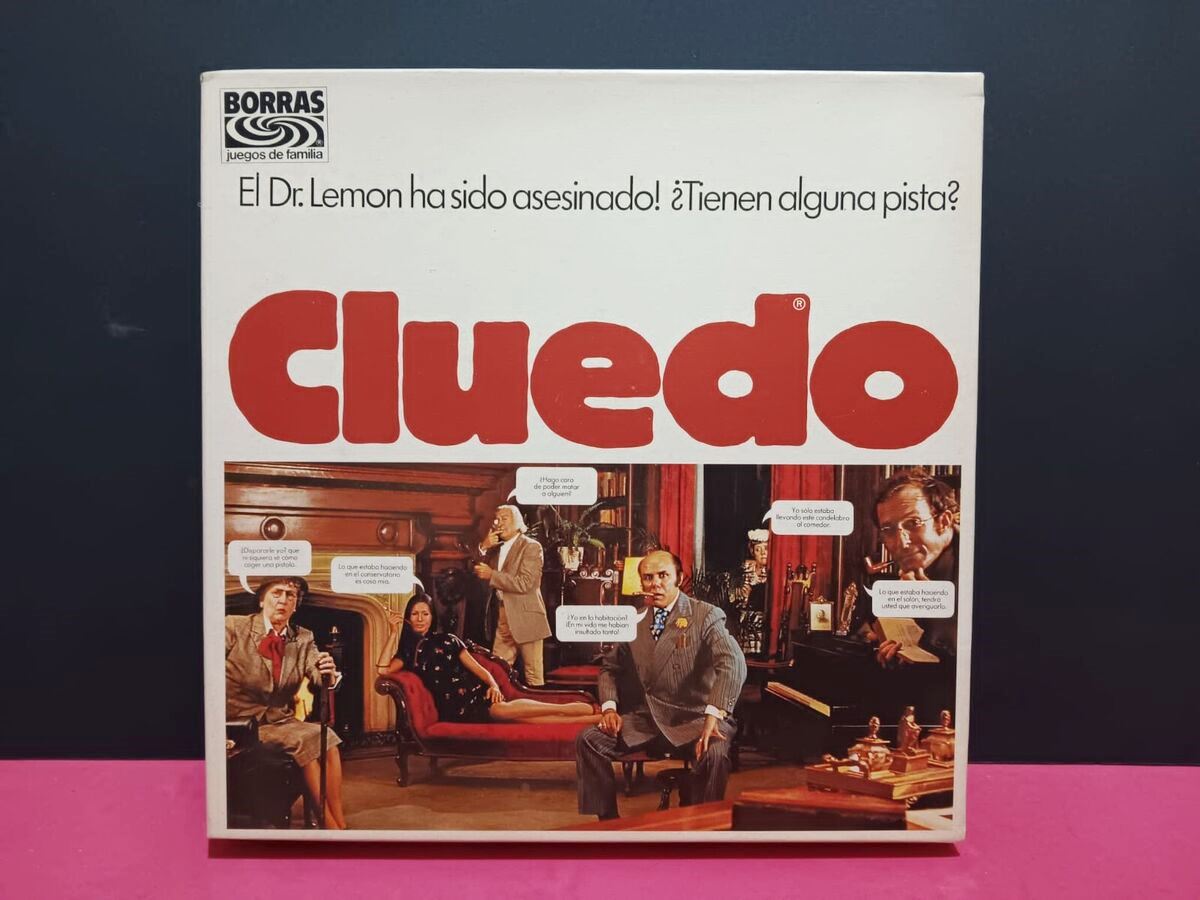 BORRAS
juegos de familia
El Dr. Lemon ha sido asesinado! ¿Tienen alguna pista?
Cluedo®
¿Hago cara
de poder matar
a alguien?
Yo sólo estaba
llevando este candelabro
al comedor.
¿Dispararle yo? que
ni siquiera sé cómo
coger una pistola.
Lo que estaba haciendo
en el conservatorio
es cosa mía.
¿Yo en la habitación?
¡En mi vida me habían
insultado tanto!
Lo que estaba haciendo
en el salón, tendrá
usted que averiguarlo.